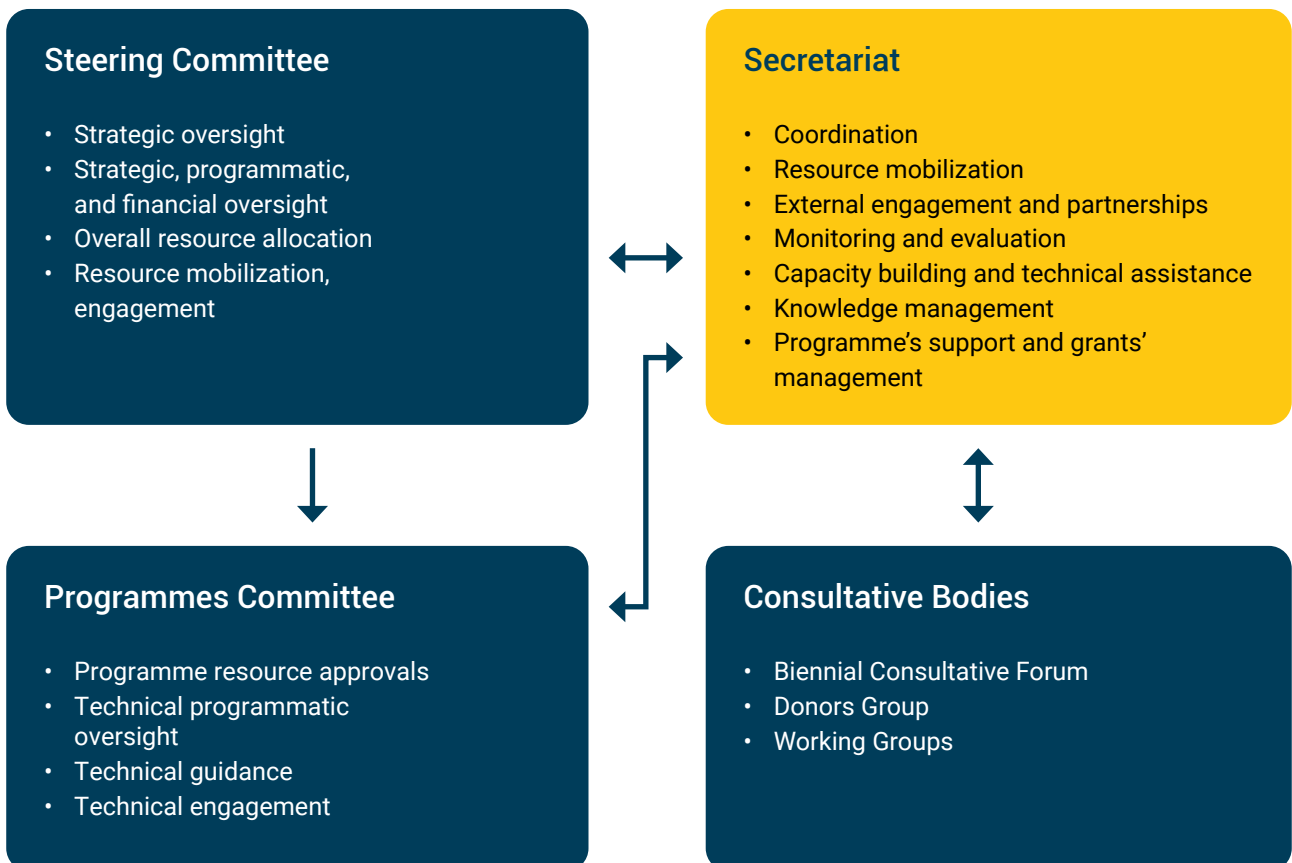 Steering Committee
• Strategic oversight
• Strategic, programmatic,
and financial oversight
• Overall resource allocation
• Resource mobilization,
engagement
Secretariat
• Coordination
• Resource mobilization
• External engagement and partnerships
• Monitoring and evaluation
• Capacity building and technical assistance
• Knowledge management
• Programme’s support and grants’
management
Programmes Committee
• Programme resource approvals
• Technical programmatic
oversight
• Technical guidance
• Technical engagement
Consultative Bodies
• Biennial Consultative Forum
• Donors Group
• Working Groups